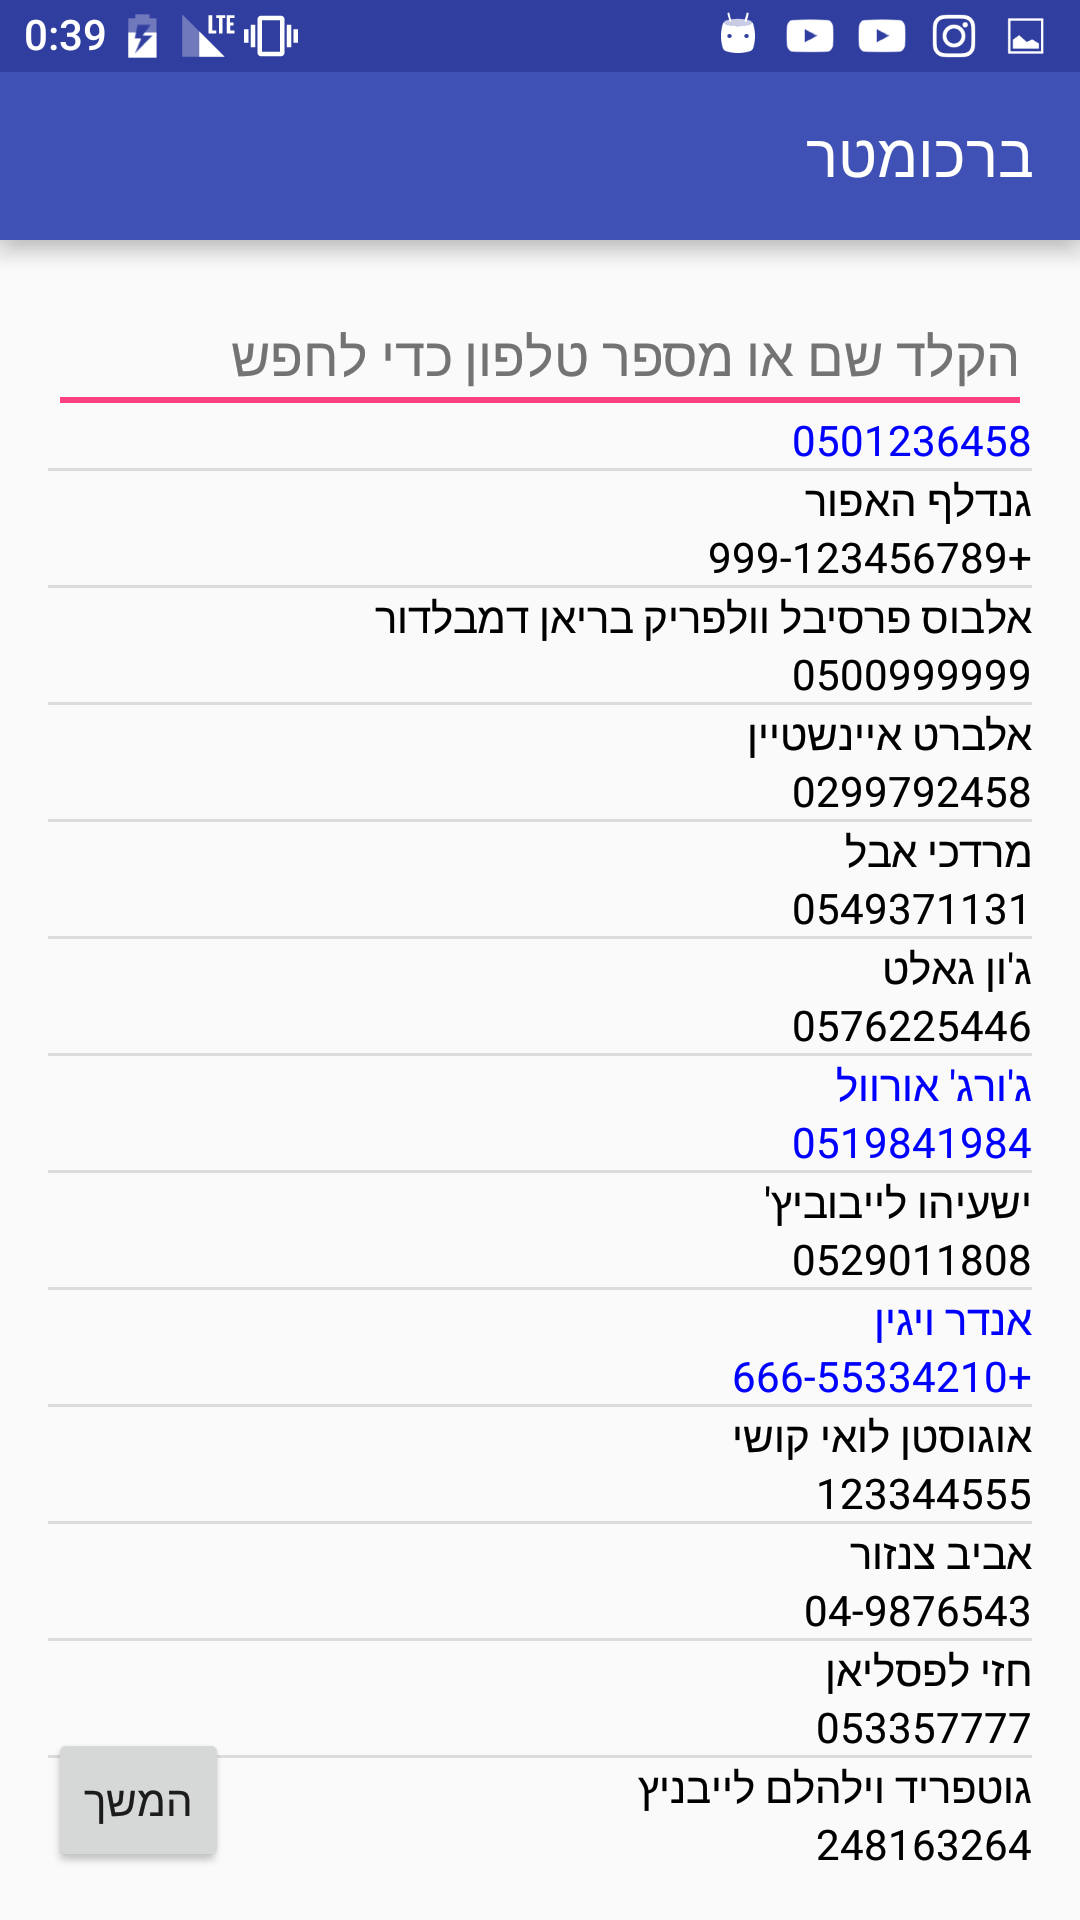 0:39 LTE
ברכומטר
הקלד שם או מספר טלפון כדי לחפש
0501236458
גנדלף האפור
999-123456789+
אלבוס פרסיבל וולפריק בריאן דמבלדור
0500999999
אלברט איינשטיין
0299792458
מרדכי אבל
0549371131
ג'ון גאלט
0576225446
ג'ורג' אורוול
0519841984
ישעיהו לייבוביץ'
0529011808
אנדר ויגין
666-55334210+
אוגוסטן לואי קושי
123344555
אביב צנזור
04-9876543
חזי לפסליאן
053357777
גוטפריד וילהלם לייבניץ
248163264
המשך